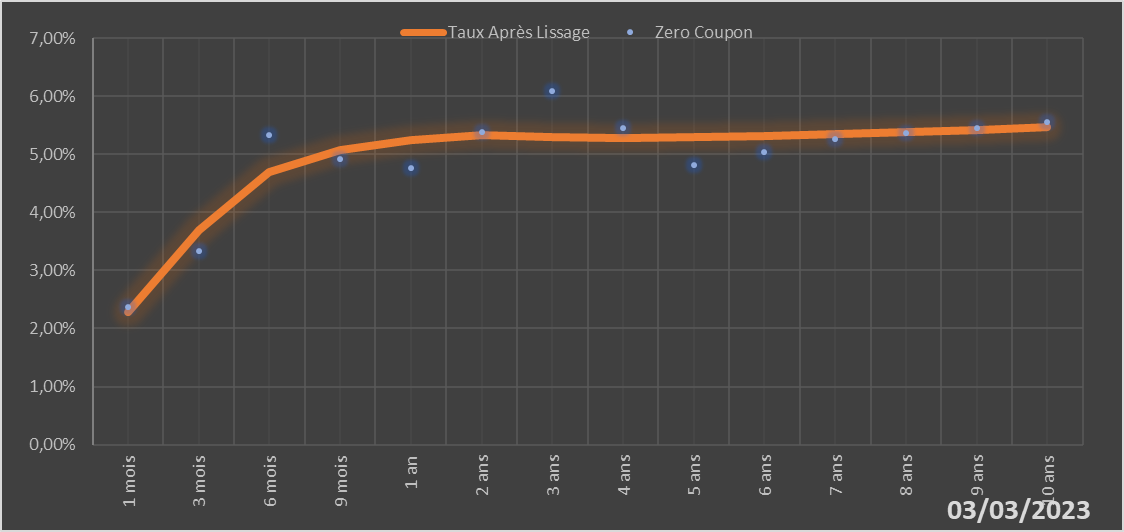 Taux Après Lissage Zero Coupon
7,00%
6,00%
5,00%
4,00%
3,00%
2,00%
1,00%
0,00%
1 mois
3 mois
6 mois
9 mois
1 an
2 ans
3 ans
4 ans
5 ans
6 ans
7 ans
8 ans
9 ans
10 ans
03/03/2023